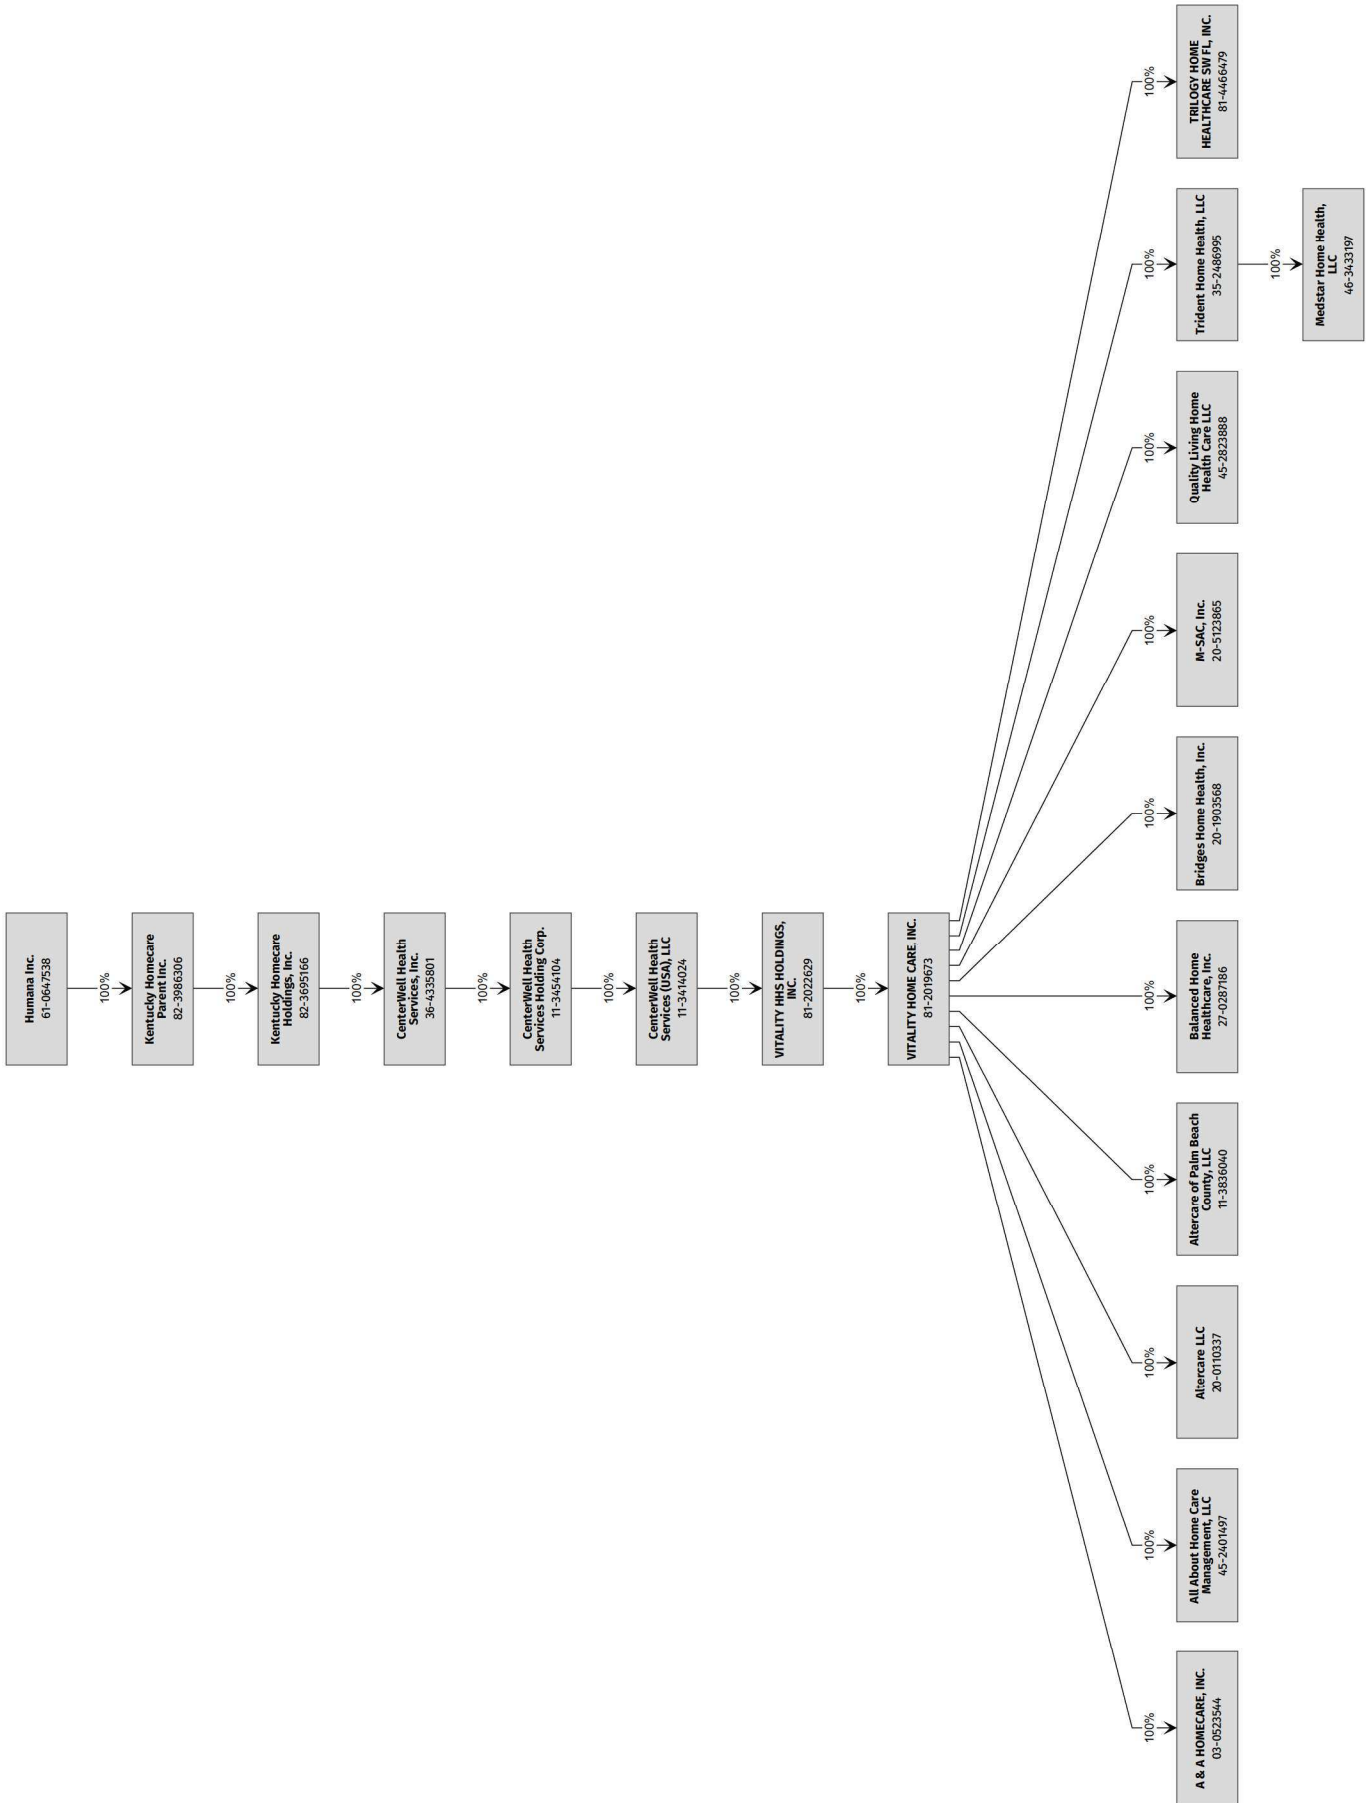 Humana Inc.
61-0647538
100%
Kentucky Homecare
Parent Inc.
82-3986306
100%
Kentucky Homecare
Holdings, Inc.
82-3695166
100%
CenterWell Health
Services, Inc.
36-4335801
100%
CenterWell Health
Services Holding Corp.
11-3454104
100%
CenterWell Health
Services (USA), LLC
11-3414024
100%
VITALITY HHS HOLDINGS,
INC.
81-2022629
100%
VITALITY HOME CARE, INC.
81-2019673
100%
A & A HOMECARE, INC.
03-0523544
100%
All About Home Care
Management, LLC
45-2401497
100%
Altercare LLC
20-0110337
100%
Altercare of Palm Beach
County, LLC
11-3836040
100%
Balanced Home
Healthcare, Inc.
27-0287186
100%
Bridges Home Health, Inc.
20-1903568
100%
M-SAC, Inc.
20-5123865
100%
Quality Living Home
Health Care LLC
45-2823888
100%
Trident Home Health, LLC
35-2486995
100%
TRILOGY HOME
HEALTHCARE SW FL, INC.
81-4466479
100%
Medstar Home Health,
LLC
46-3433197